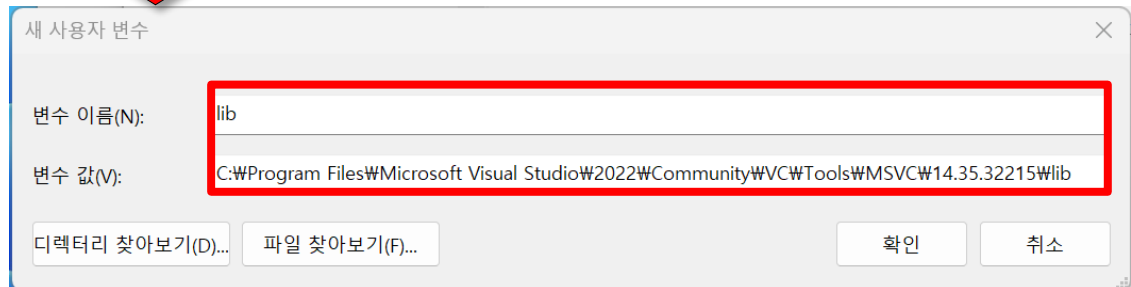 새 사용자 변수
변수 이름(N):
lib
변수 값(V):
C:₩Program Files₩Microsoft Visual Studio₩2022₩Community₩VC₩Tools₩MSVC₩14.35.32215₩lib
디렉터리 찾아보기(D)...
파일 찾아보기(F)...
확인
취소